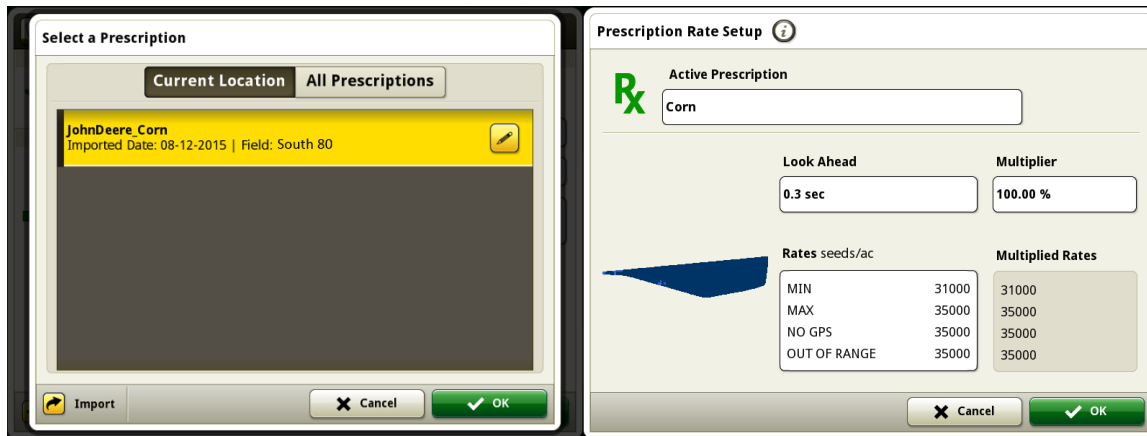 Select a Prescription
Current Location All Prescriptions
JohnDeere_Corn
Imported Date: 08-12-2015 | Field: South 80
Import
Cancel
OK
Prescription Rate Setup i
Rx
Active Prescription
Corn
Look Ahead
0.3 sec
Multiplier
100.00 %
Rates seeds/ac
MIN 31000
MAX 35000
NO GPS 35000
OUT OF RANGE 35000
Multiplied Rates
31000
35000
35000
35000
Cancel
OK